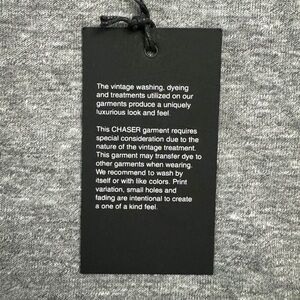 The vintage washing, dyeing
and treatments utilized on our
garments produce a uniquely
luxurious look and feel.
This CHASER garment requires
special consideration due to the
nature of the vintage treatment.
This garment may transfer dye to
other garments when wearing.
We recommend to wash by
itself or with like colors. Print
variation, small holes and
fading are intentional to create
a one of a kind feel.